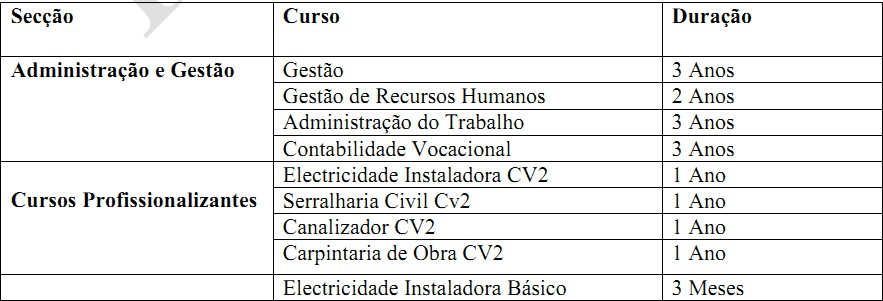 Secção Curso Duração
Administração e Gestão Gestão 3 Anos
Gestão de Recursos Humanos 2 Anos
Administração do Trabalho 3 Anos
Contabilidade Vocacional 3 Anos
Electricidade Instaladora CV2 1 Ano
Cursos Profissionalizantes Serralharia Civil Cv2 1 Ano
Canalizador CV2 1 Ano
Carpintaria de Obra CV2 1 Ano
Electricidade Instaladora Básico 3 Meses